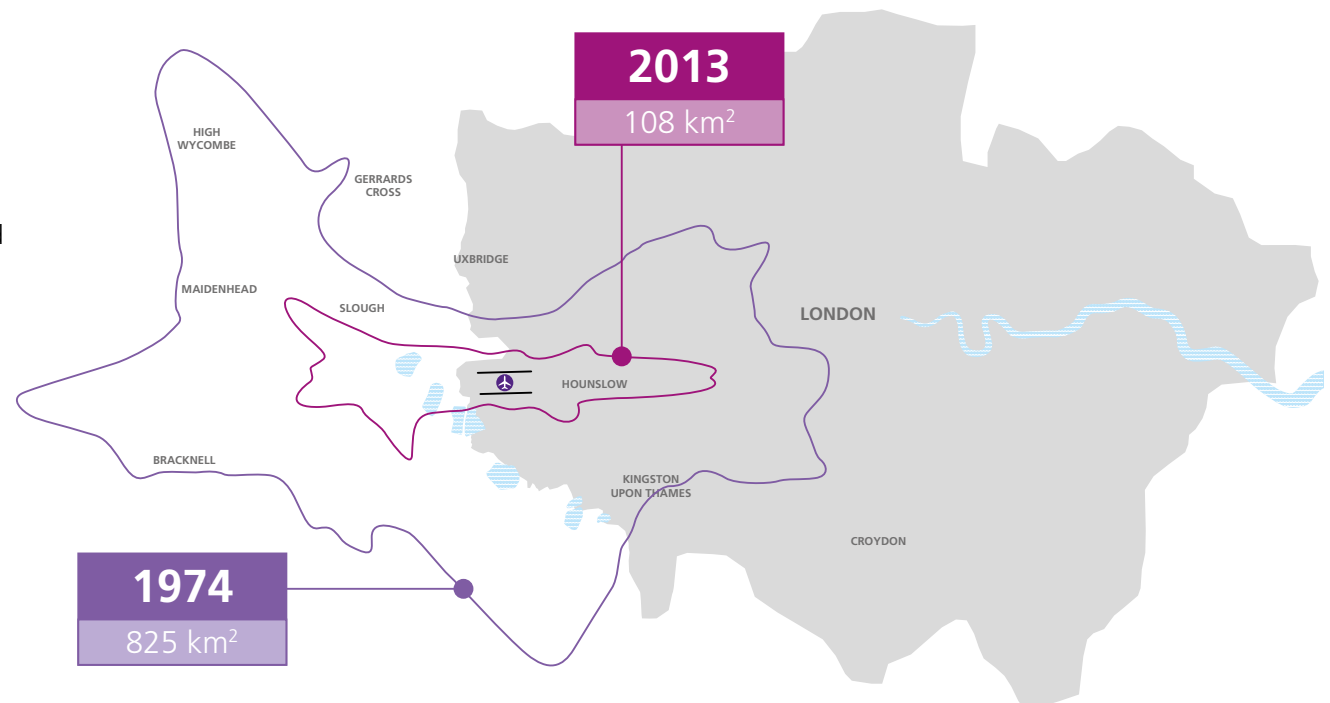 2013
108 km²
HIGH
WYCOMBE
GERRARDS
CROSS
UXBRIDGE
MAIDENHEAD
SLOUGH
LONDON
HOUNSLOW
BRACKNELL
KINGSTON
UPON THAMES
CROYDON
1974
825 km²